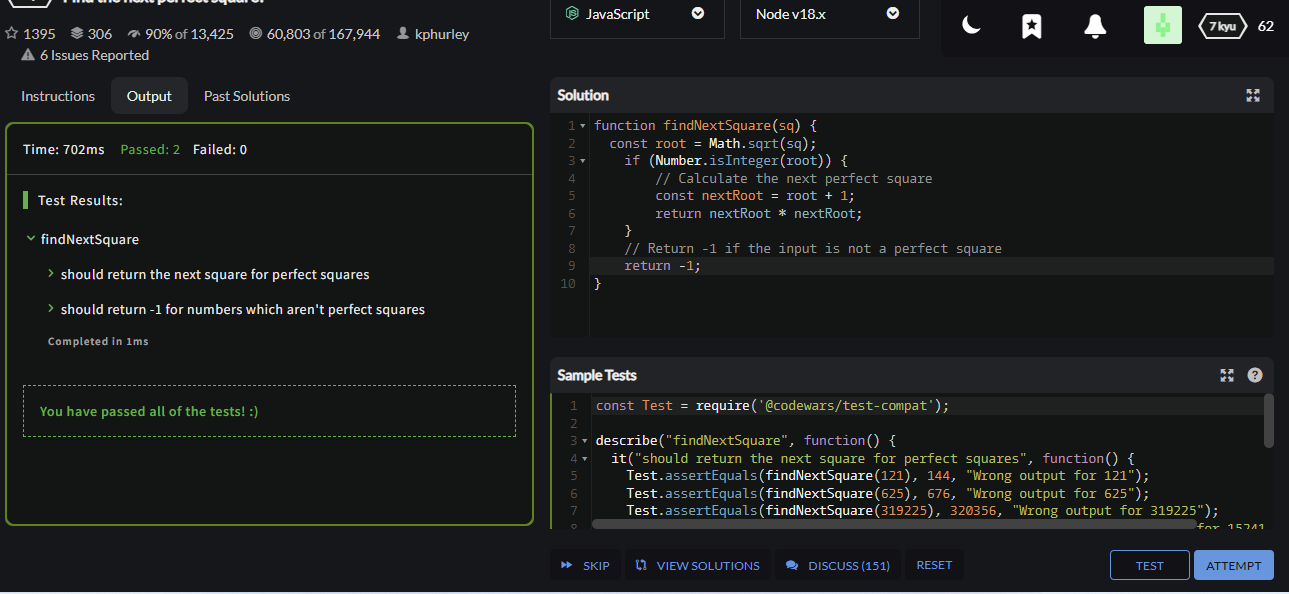 Find the next perfect square!
1395 306 90% of 13,425 60,803 of 167,944 kphurley
6 Issues Reported
JavaScript
Node v18.x
7 kyu 62
Instructions Output Past Solutions
Time: 702ms Passed: 2 Failed: 0
Test Results:
findNextSquare
should return the next square for perfect squares
should return -1 for numbers which aren't perfect squares
Completed in 1ms
You have passed all of the tests! :)
Solution
1 function findNextSquare(sq) {
2 const root = Math.sqrt(sq);
3 if (Number.isInteger(root)) {
4 // Calculate the next perfect square
5 const nextRoot = root + 1;
6 return nextRoot * nextRoot;
7 }
8 // Return -1 if the input is not a perfect square
9 return -1;
10 }
Sample Tests
1 const Test = require('@codewars/test-compat');
2
3 describe("findNextSquare", function() {
4 it("should return the next square for perfect squares", function() {
5 Test.assertEquals(findNextSquare(121), 144, "Wrong output for 121");
6 Test.assertEquals(findNextSquare(625), 676, "Wrong output for 625");
7 Test.assertEquals(findNextSquare(319225), 320356, "Wrong output for 319225");
8 for 15241
SKIP VIEW SOLUTIONS DISCUSS (151) RESET TEST ATTEMPT